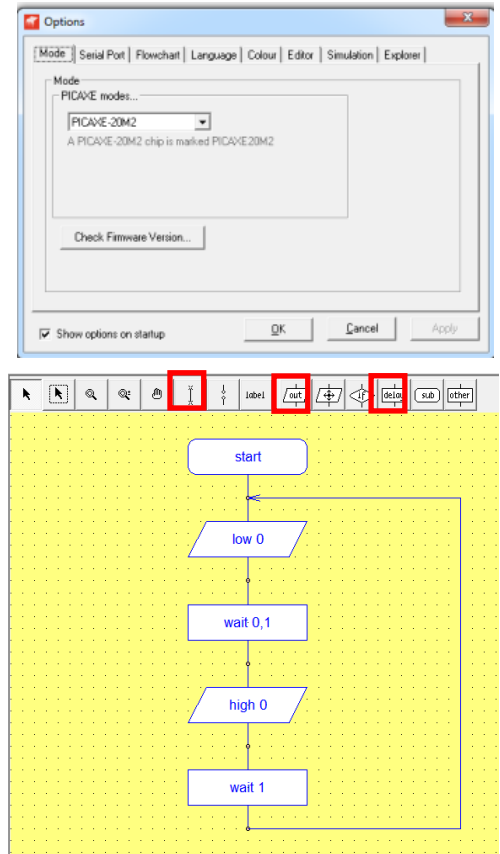 Options
Mode Serial Port Flowchart Language Colour Editor Simulation Explorer
Mode
PICAXE modes...
PICAXE-20M2
A PICAXE-20M2 chip is marked PICAXE20M2
Check Firmware Version...
Show options on startup OK Cancel Apply
label out if delay sub other
start
low 0
wait 0,1
high 0
wait 1